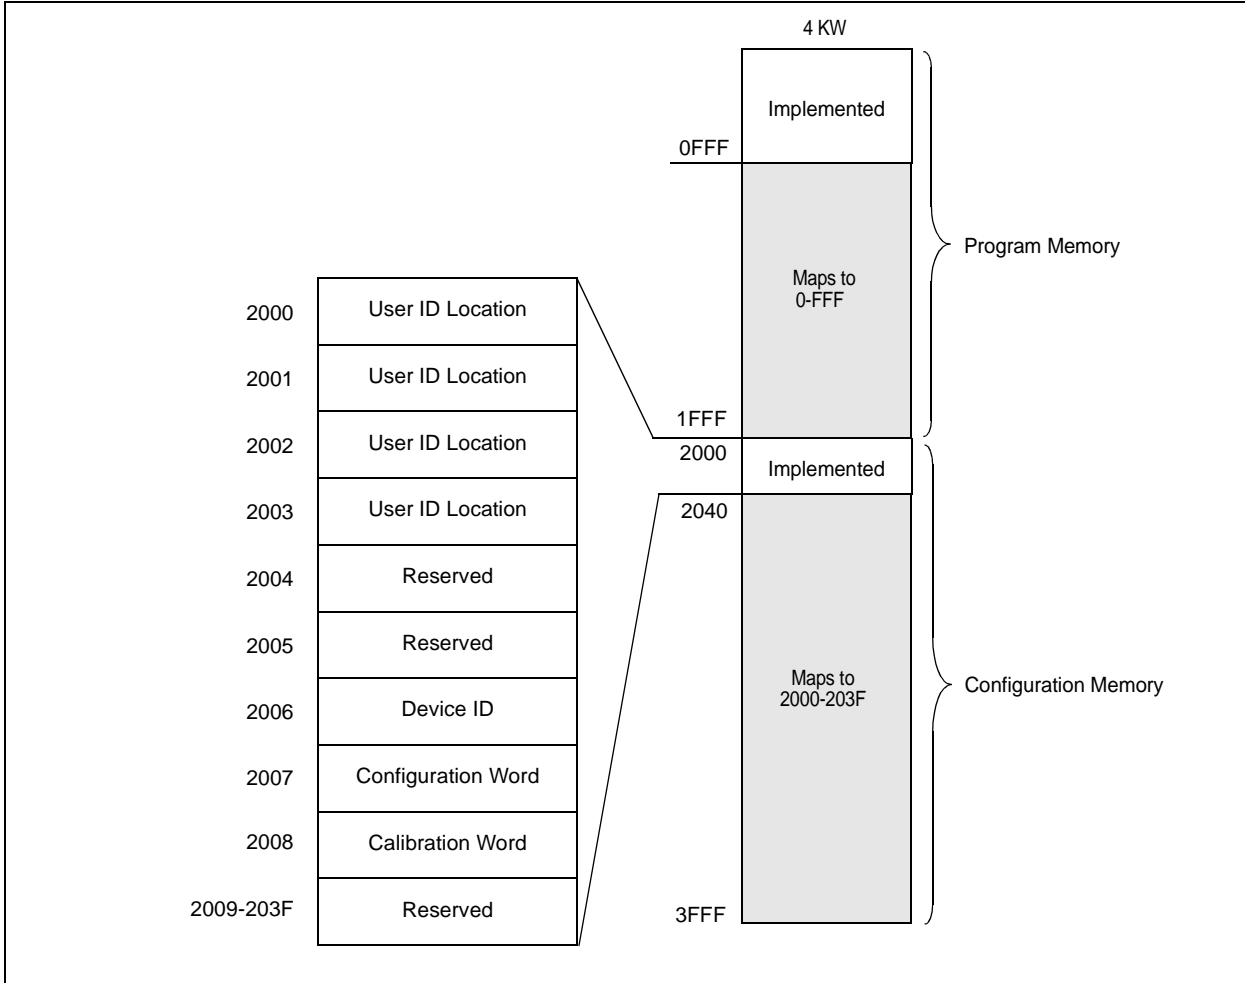 4 KW
Implemented
0FFF
Program Memory
Maps to
0-FFF
2000 User ID Location
2001 User ID Location
1FFF
2002 User ID Location
2000
Implemented
2003 User ID Location
2040
2004 Reserved
2005 Reserved
Maps to
2000-203F
Configuration Memory
2006 Device ID
2007 Configuration Word
2008 Calibration Word
2009-203F Reserved
3FFF